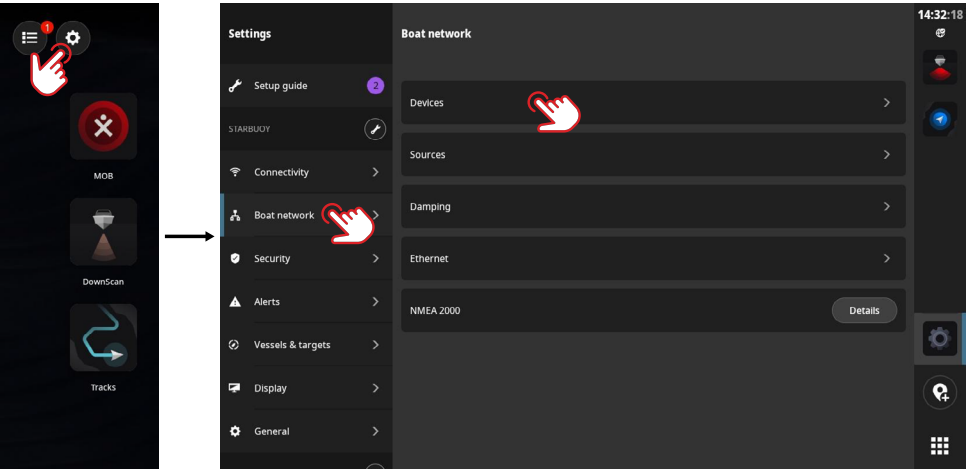 1
MOB
DownScan
Tracks
Settings
Setup guide
2
STARBUOY
Connectivity
Boat network
Security
Alerts
Vessels & targets
Display
General
Boat network
Devices
Sources
Damping
Ethernet
NMEA 2000
Details
14:32:18